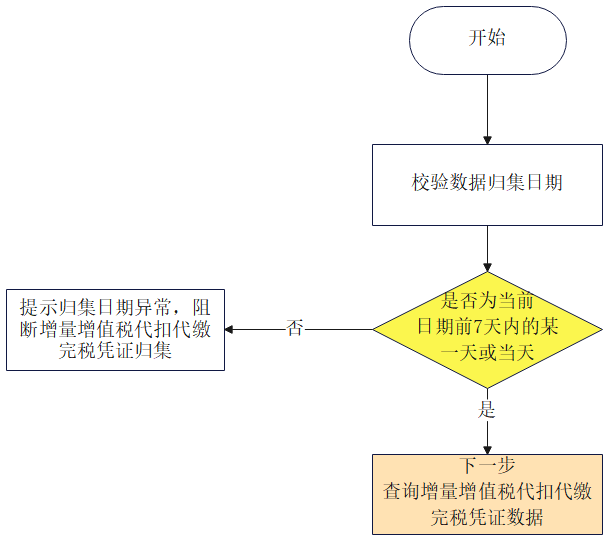 开始
校验数据归集日期
是否为当前
日期前7天内的某
一天或当天
否
提示归集日期异常，阻
断增量增值税代扣代缴
完税凭证归集
是
下一步
查询增量增值税代扣代缴
完税凭证数据